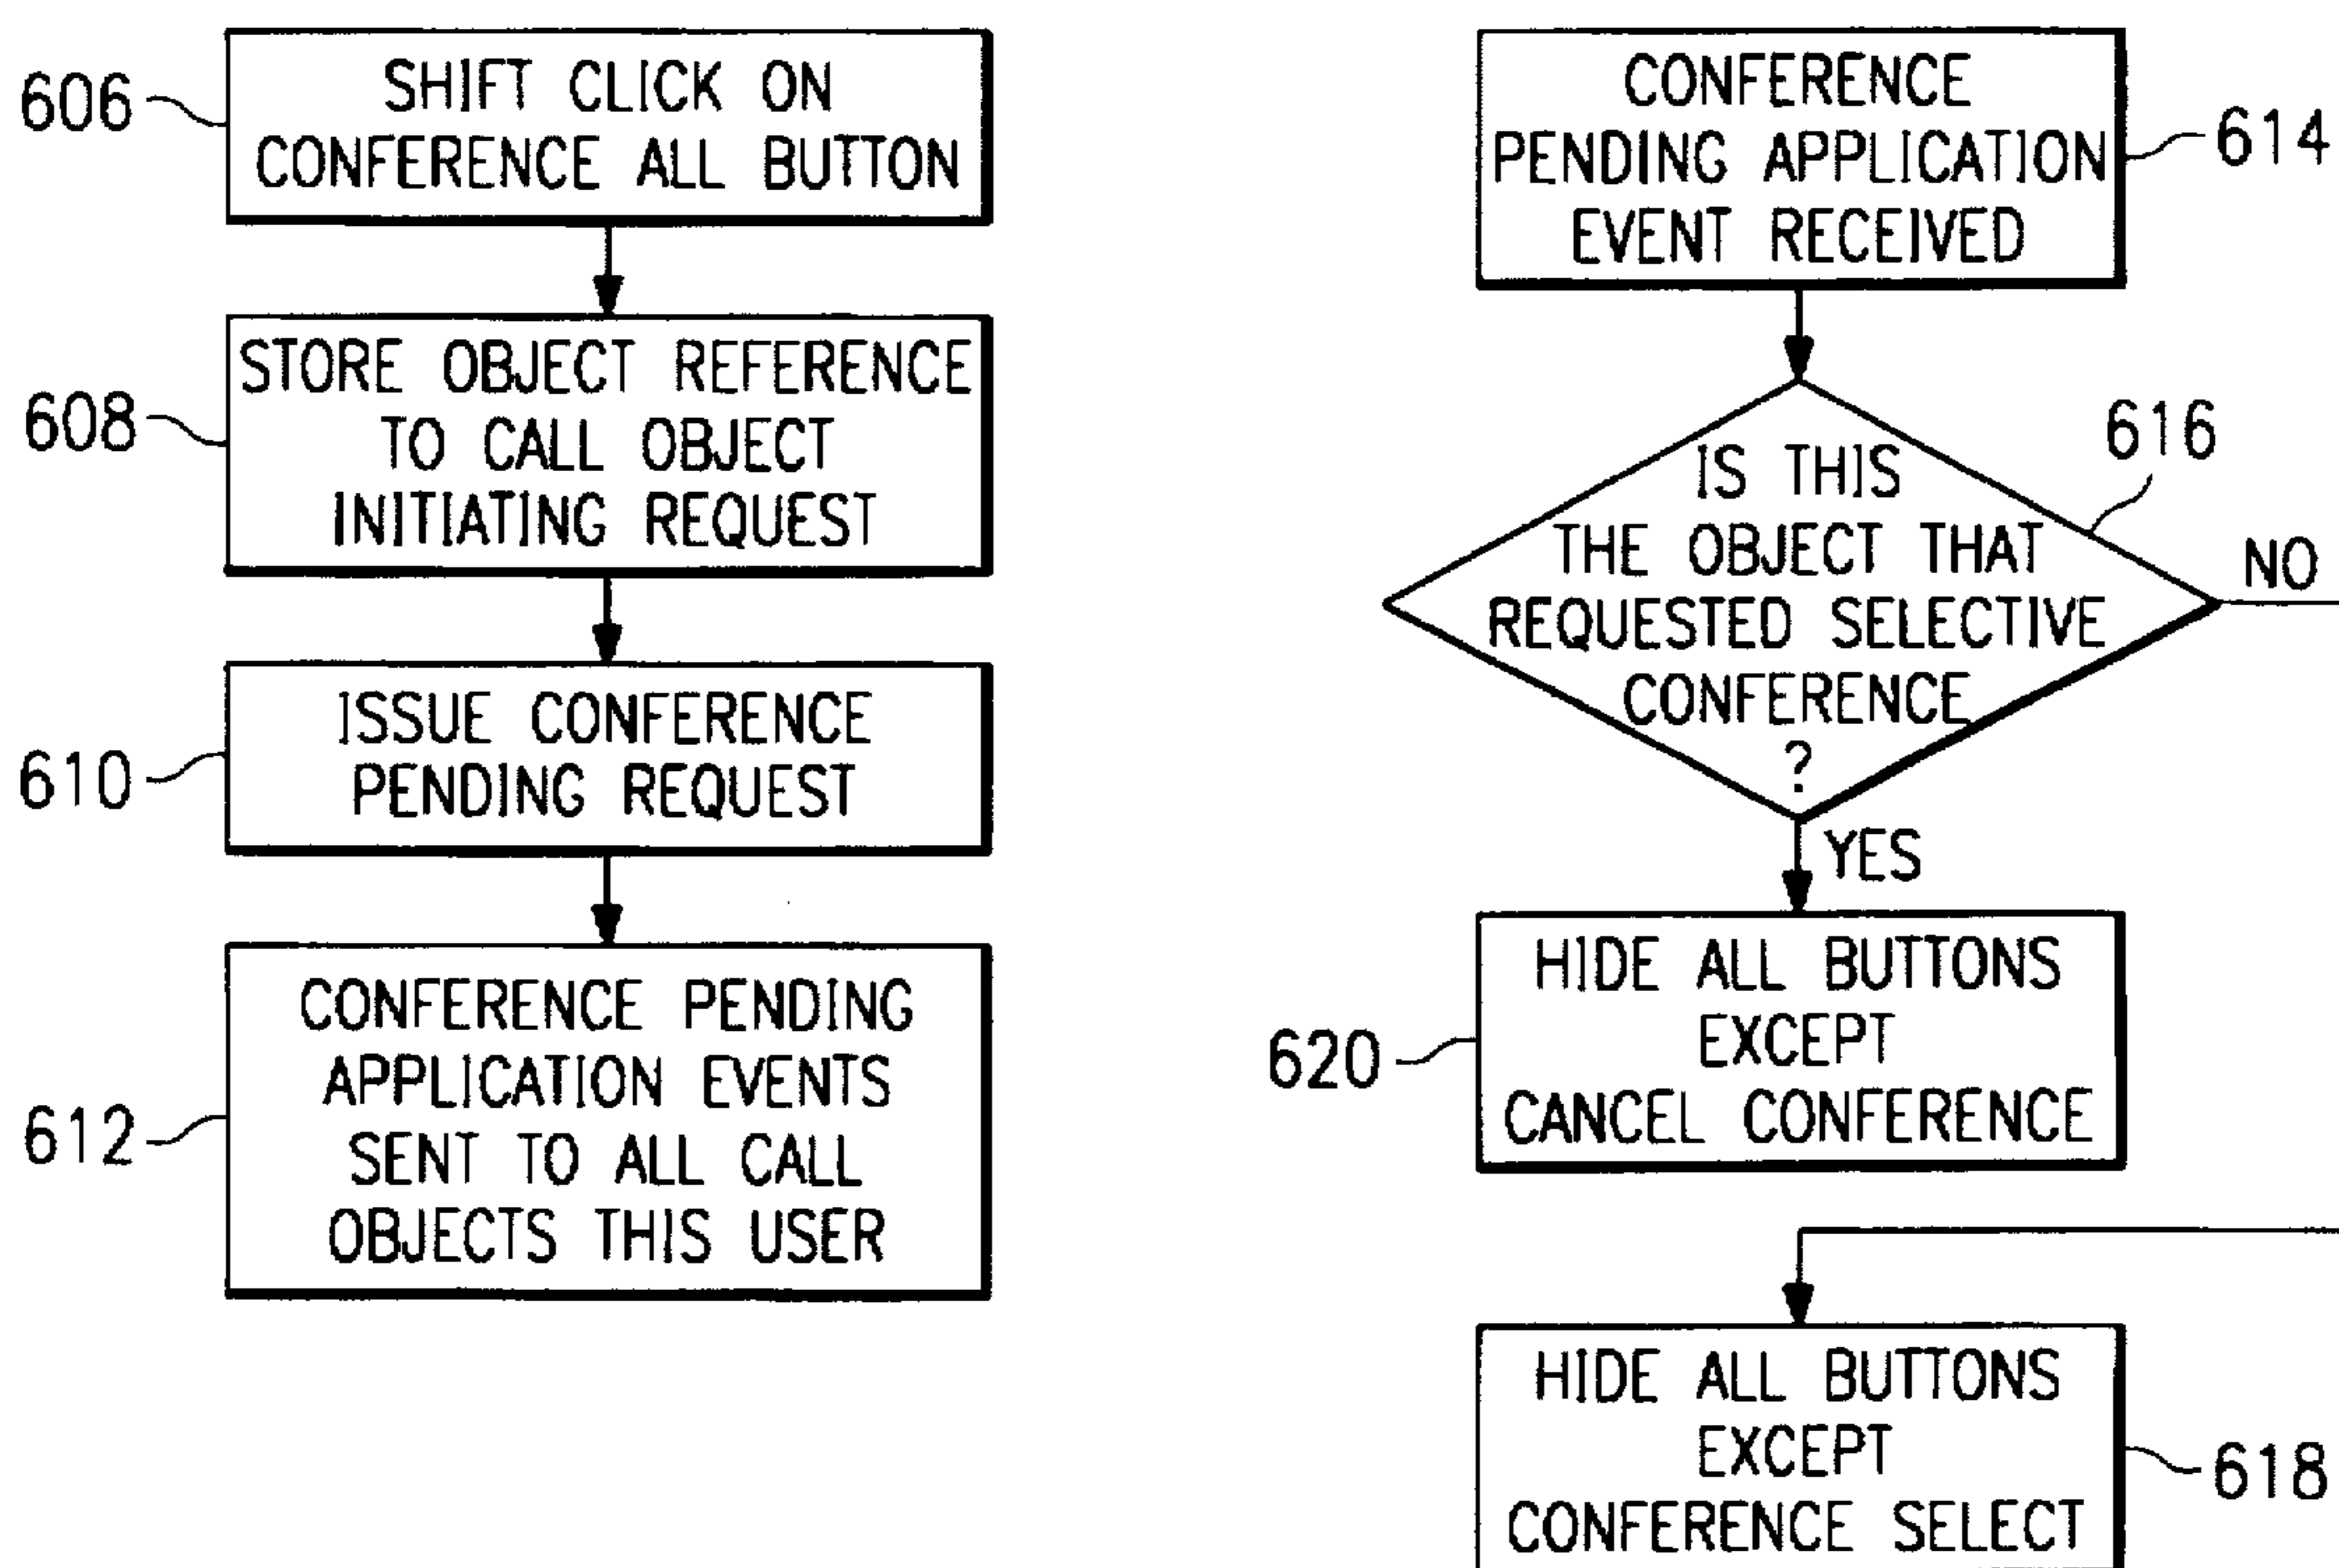 606
SHIFT CLICK ON
CONFERENCE ALL BUTTON
608
STORE OBJECT REFERENCE
TO CALL OBJECT
INITIATING REQUEST
610
ISSUE CONFERENCE
PENDING REQUEST
612
CONFERENCE PENDING
APPLICATION EVENTS
SENT TO ALL CALL
OBJECTS THIS USER
CONFERENCE
PENDING APPLICATION
EVENT RECEIVED
614
616
IS THIS
THE OBJECT THAT
REQUESTED SELECTIVE
CONFERENCE
?
NO
YES
620
HIDE ALL BUTTONS
EXCEPT
CANCEL CONFERENCE
HIDE ALL BUTTONS
EXCEPT
CONFERENCE SELECT
618